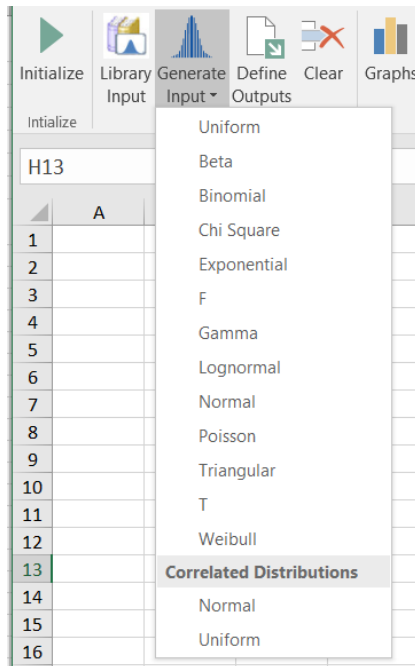 Initialize Library Generate Define Clear Graphs
Input Input Outputs
Intialize
H13
A
Uniform
Beta
Binomial
Chi Square
Exponential
F
Gamma
Lognormal
Normal
Poisson
Triangular
T
Weibull
Correlated Distributions
Normal
Uniform
1
2
3
4
5
6
7
8
9
10
11
12
13
14
15
16